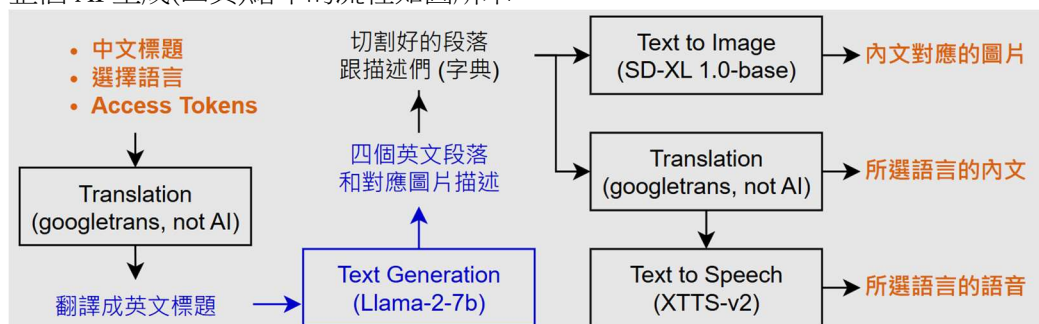 • 中文標題
• 選擇語言
• Access Tokens
Translation
(googletrans, not AI)
翻譯成英文標題
Text Generation
(Llama-2-7b)
四個英文段落
和對應圖片描述
切割好的段落
跟描述們 (字典)
Text to Image
(SD-XL 1.0-base)
內文對應的圖片
Translation
(googletrans, not AI)
所選語言的內文
Text to Speech
(XTTS-v2)
所選語言的語音